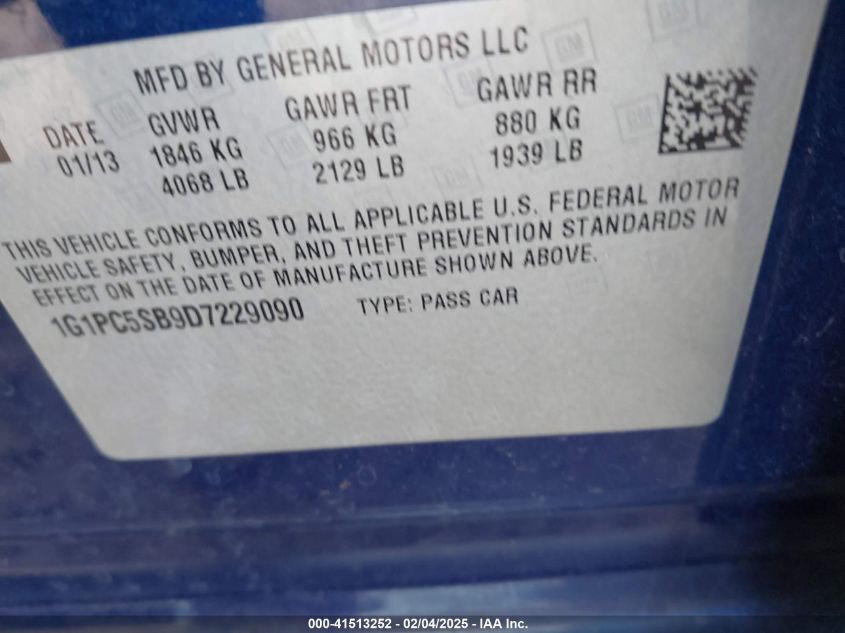 MFD BY GENERAL MOTORS LLC
DATE GVWR GAWR FRT GAWR RR
01/13 1846 KG 966 KG 880 KG
4068 LB 2129 LB 1939 LB
THIS VEHICLE CONFORMS TO ALL APPLICABLE U.S. FEDERAL MOTOR
VEHICLE SAFETY, BUMPER, AND THEFT PREVENTION STANDARDS IN
EFFECT ON THE DATE OF MANUFACTURE SHOWN ABOVE.
1G1PC5SB9D7229090 TYPE: PASS CAR
000-41513252 - 02/04/2025 - IAA Inc.